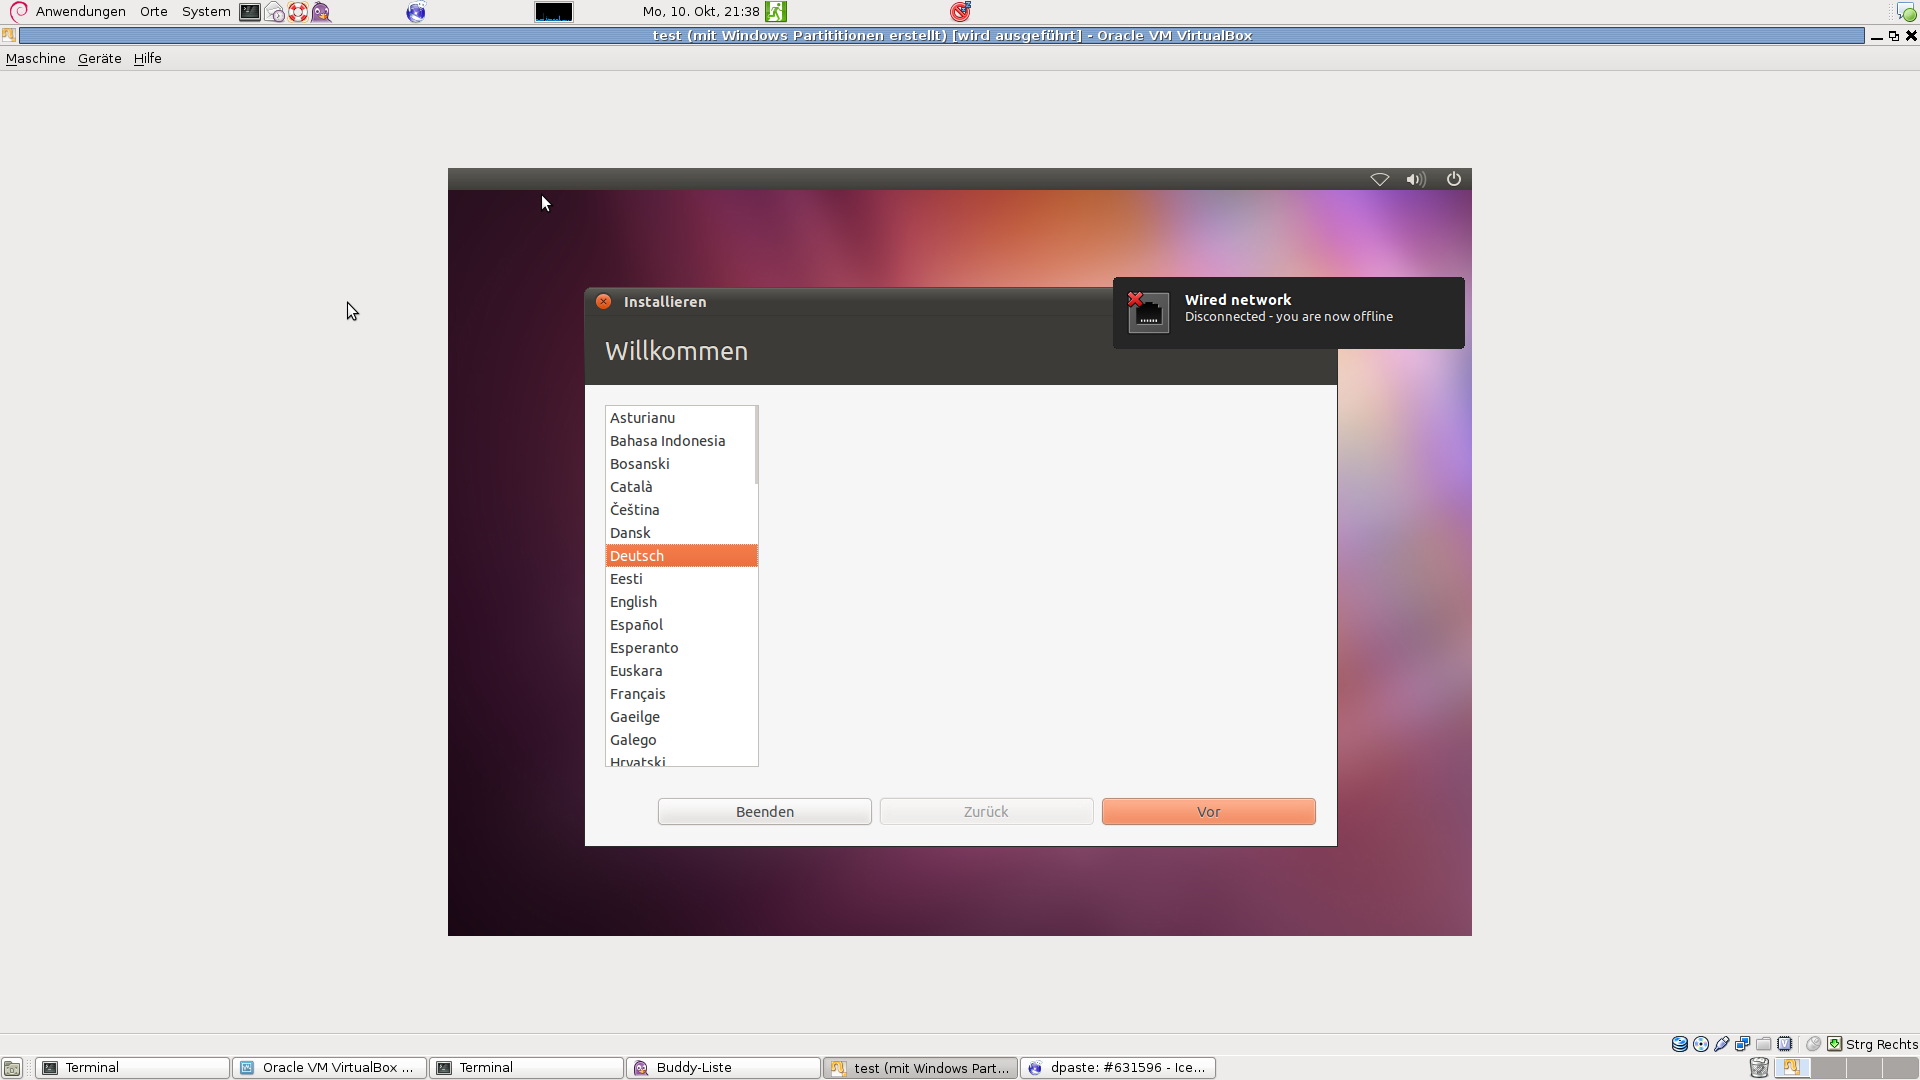 Anwendungen Orte System Mo, 10. Okt, 21:38
test (mit Windows Partititionen erstellt) [wird ausgeführt] - Oracle VM VirtualBox
Maschine Geräte Hilfe
Installieren
Wired network
Disconnected - you are now offline
Willkommen
Asturianu
Bahasa Indonesia
Bosanski
Català
Čeština
Dansk
Deutsch
Eesti
English
Español
Esperanto
Euskara
Français
Gaeilge
Galego
Hrvatski
Beenden Zurück Vor
Strg Rechts
Terminal Oracle VM VirtualBox ... Terminal Buddy-Liste test (mit Windows Part... dpaste: #631596 - Ice...